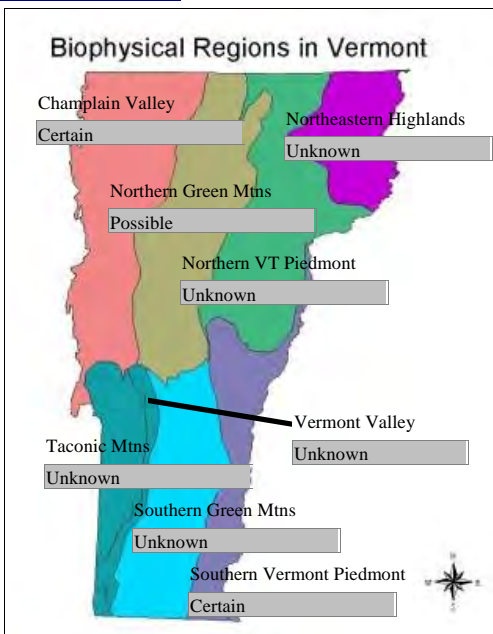 Biophysical Regions in Vermont
Champlain Valley
Certain
Northeastern Highlands
Unknown
Northern Green Mtns
Possible
Northern VT Piedmont
Unknown
Vermont Valley
Unknown
Taconic Mtns
Unknown
Southern Green Mtns
Unknown
Southern Vermont Piedmont
Certain